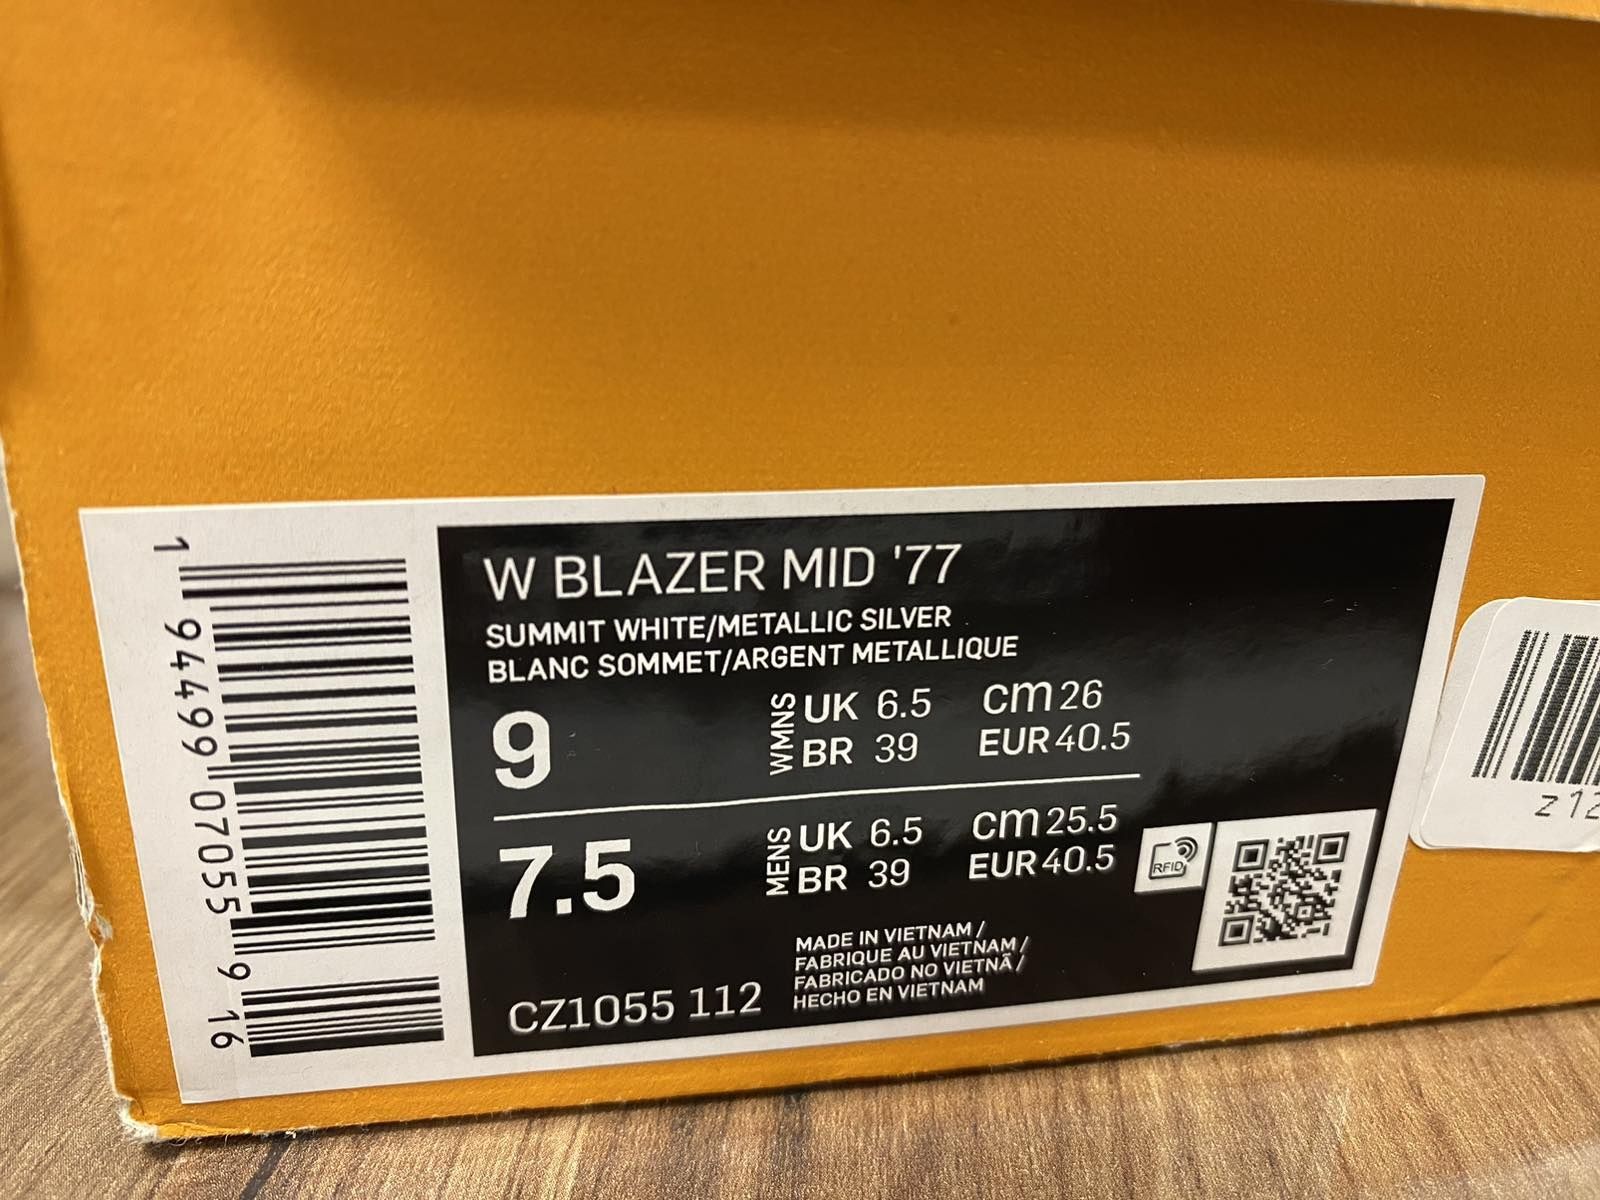 W BLAZER MID '77
SUMMIT WHITE/METALLIC SILVER
BLANC SOMMET/ARGENT METALLIQUE
9
WMNS
UK 6.5 cm 26
BR 39 EUR 40.5
7.5
MENS
UK 6.5 cm 25.5
BR 39 EUR 40.5
RFID
MADE IN VIETNAM /
FABRIQUE AU VIETNAM /
FABRICADO NO VIETNÃ /
HECHO EN VIETNAM
CZ1055 112
1 94499 07055 9 16